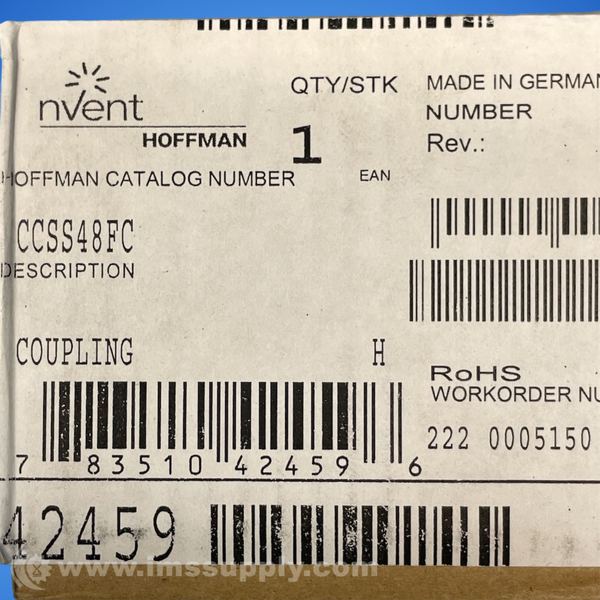 nvent
HOFFMAN
QTY/STK
1
MADE IN GERMAN
NUMBER
Rev.:
HOFFMAN CATALOG NUMBER
EAN
CCSS48FC
DESCRIPTION
COUPLING H
RoHS
WORKORDER NU
222 0005150
7 83510 42459 6
42459
www.imssupply.com